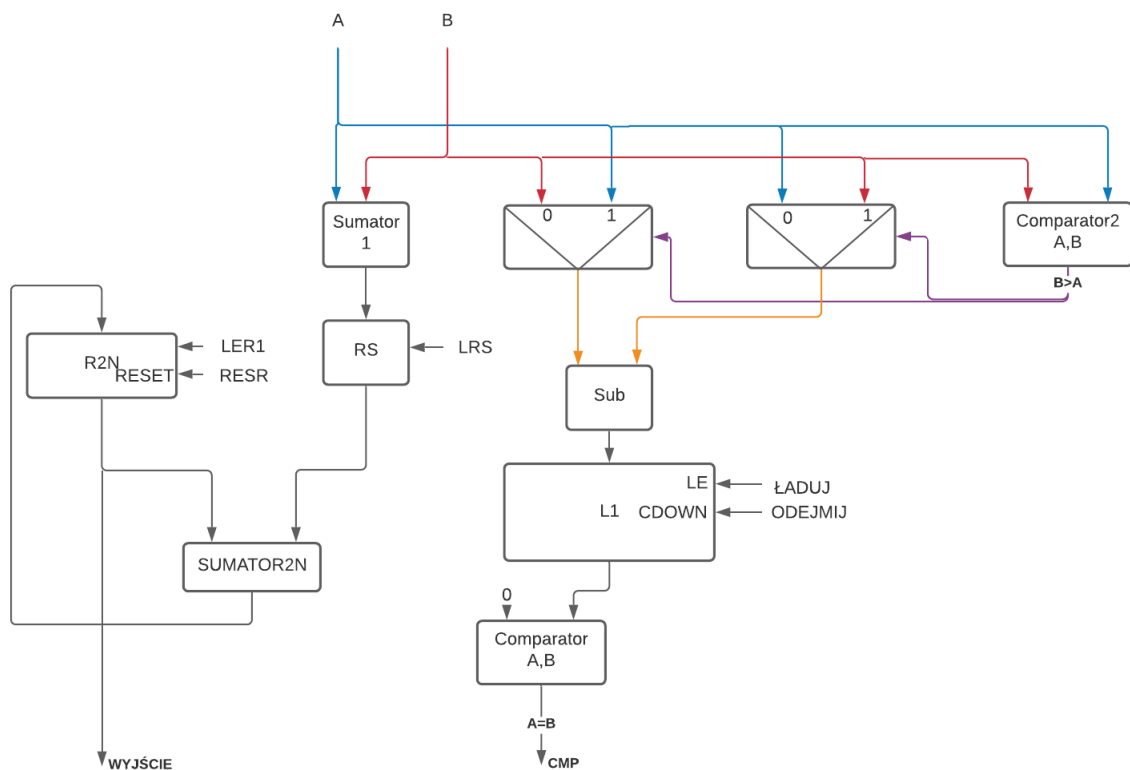 A
B
Sumator
1
0
1
0
1
Comparator2
A,B
B>A
R2N
RESET
LER1
RESR
RS
LRS
Sub
LE
L1
CDOWN
ŁADUJ
ODEJMIJ
SUMATOR2N
0
Comparator
A,B
A=B
WYJŚCIE
CMP